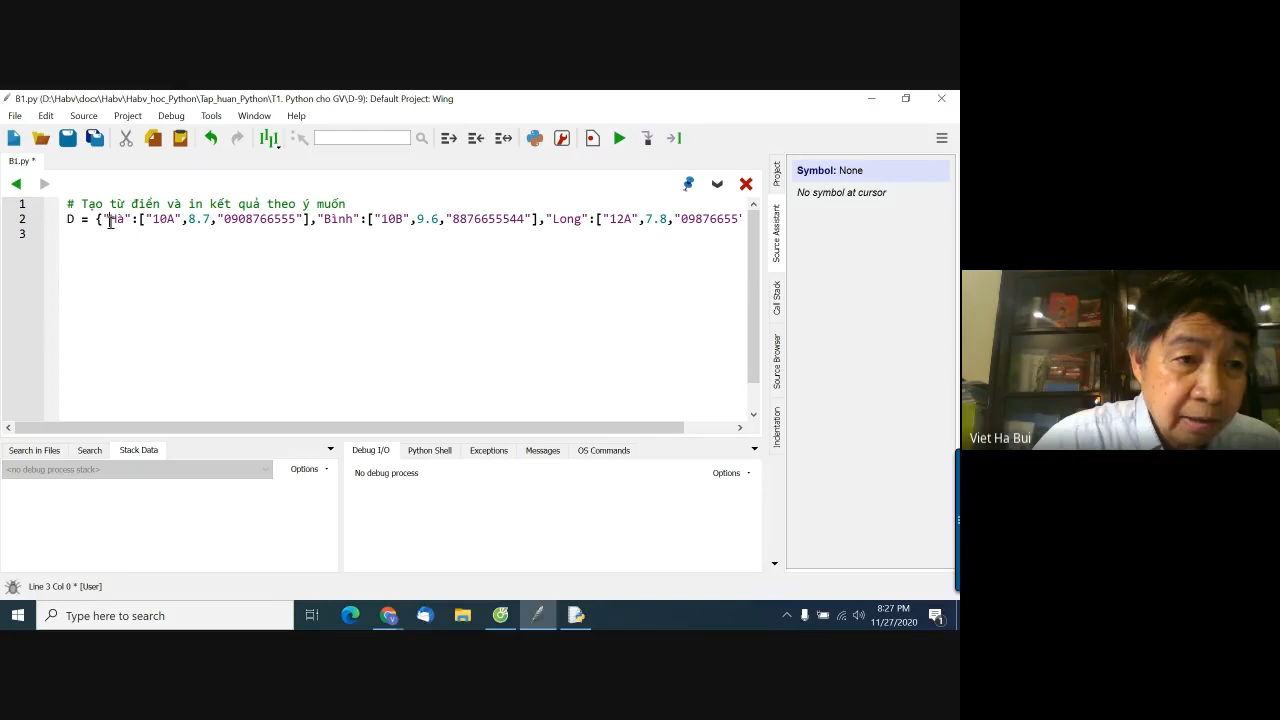 B1.py (D:\Habv\docx\Habv\Habv_hoc_Python\Tap_huan_Python\T1. Python cho GV\D-9): Default Project: Wing
File Edit Source Project Debug Tools Window Help
B1.py *
1 # Tạo từ điển và in kết quả theo ý muốn
2 D = {"Hà":["10A",8.7,"0908766555"],"Bình":["10B",9.6,"8876655544"],"Long":["12A",7.8,"09876655'
3
Project
Source Assistant
Call Stack
Source Browser
Indentation
Symbol: None
No symbol at cursor
Viet Ha Bui
Search in Files Search Stack Data
<no debug process stack> Options
Debug I/O Python Shell Exceptions Messages OS Commands
No debug process Options
Line 3 Col 0 * [User]
Type here to search
8:27 PM
11/27/2020
1